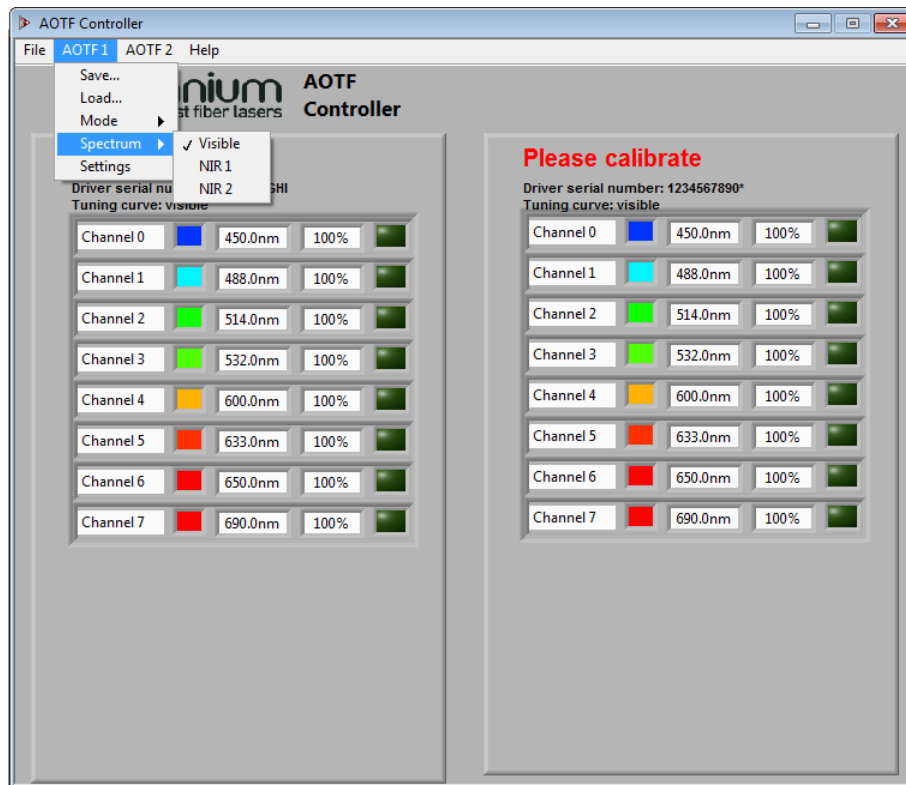 AOTF Controller
File AOTF 1 AOTF 2 Help
Save...
Load...
Mode
Spectrum
Settings
Visible
NIR 1
NIR 2
nium
st fiber lasers
AOTF
Controller
Driver serial nu GHI
Tuning curve: visible
Channel 0 450.0nm 100%
Channel 1 488.0nm 100%
Channel 2 514.0nm 100%
Channel 3 532.0nm 100%
Channel 4 600.0nm 100%
Channel 5 633.0nm 100%
Channel 6 650.0nm 100%
Channel 7 690.0nm 100%
Please calibrate
Driver serial number: 1234567890*
Tuning curve: visible
Channel 0 450.0nm 100%
Channel 1 488.0nm 100%
Channel 2 514.0nm 100%
Channel 3 532.0nm 100%
Channel 4 600.0nm 100%
Channel 5 633.0nm 100%
Channel 6 650.0nm 100%
Channel 7 690.0nm 100%